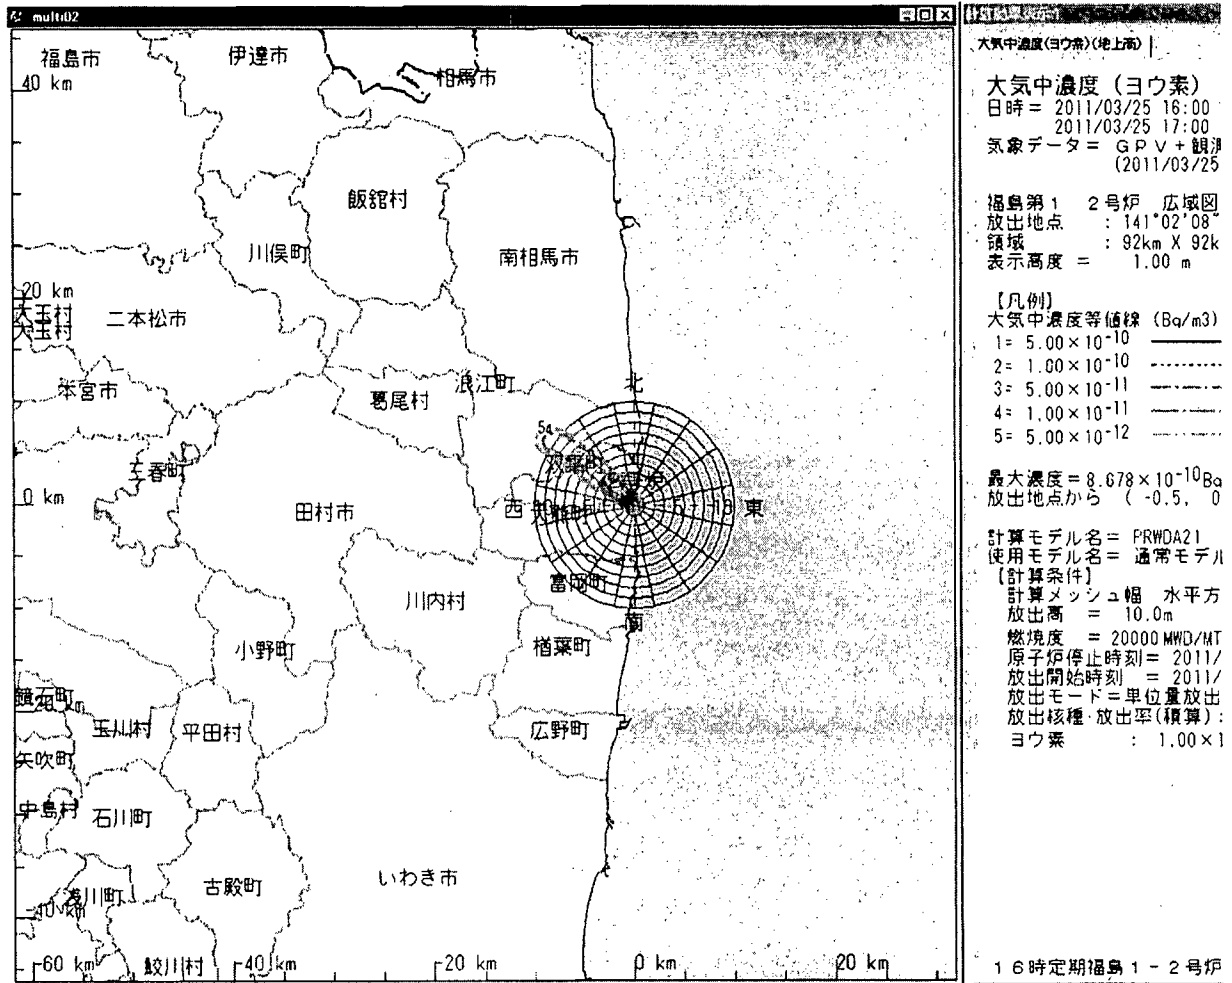 multi02
福島市
伊達市
相馬市
40 km
飯舘村
川俣町
南相馬市
20 km
大玉村
大玉村
二本松市
本宮市
浪江町
葛尾村
北
三春町
双葉町
0 km
田村市
西
東
富岡町
川内村
南
小野町
楢葉町
鏡石町
玉川村
平田村
広野町
矢吹町
中島村
石川町
浅川町
古殿町
いわき市
-40 km
-60 km
鮫川村
-40 km
-20 km
0 km
20 km
大気中濃度(ヨウ素)(地上高)
大気中濃度 (ヨウ素)
日時= 2011/03/25 16:00
2011/03/25 17:00
気象データ= GPV+観測
(2011/03/25
福島第1 2号炉 広域図
放出地点 : 141°02'08"
領域 : 92km X 92k
表示高度 = 1.00 m
【凡例】
大気中濃度等値線 (Bq/m3)
1= 5.00×10-10
2= 1.00×10-10
3= 5.00×10-11
4= 1.00×10-11
5= 5.00×10-12
最大濃度=8.678×10-10Bq
放出地点から ( -0.5, 0
計算モデル名= PRWDA21
使用モデル名= 通常モデル
【計算条件】
計算メッシュ幅 水平方
放出高 = 10.0m
燃焼度 = 20000MWD/MT
原子炉停止時刻= 2011/
放出開始時刻 = 2011/
放出モード=単位量放出
放出核種・放出率(積算):
ヨウ素 : 1.00×1
16時定期福島1-2号炉